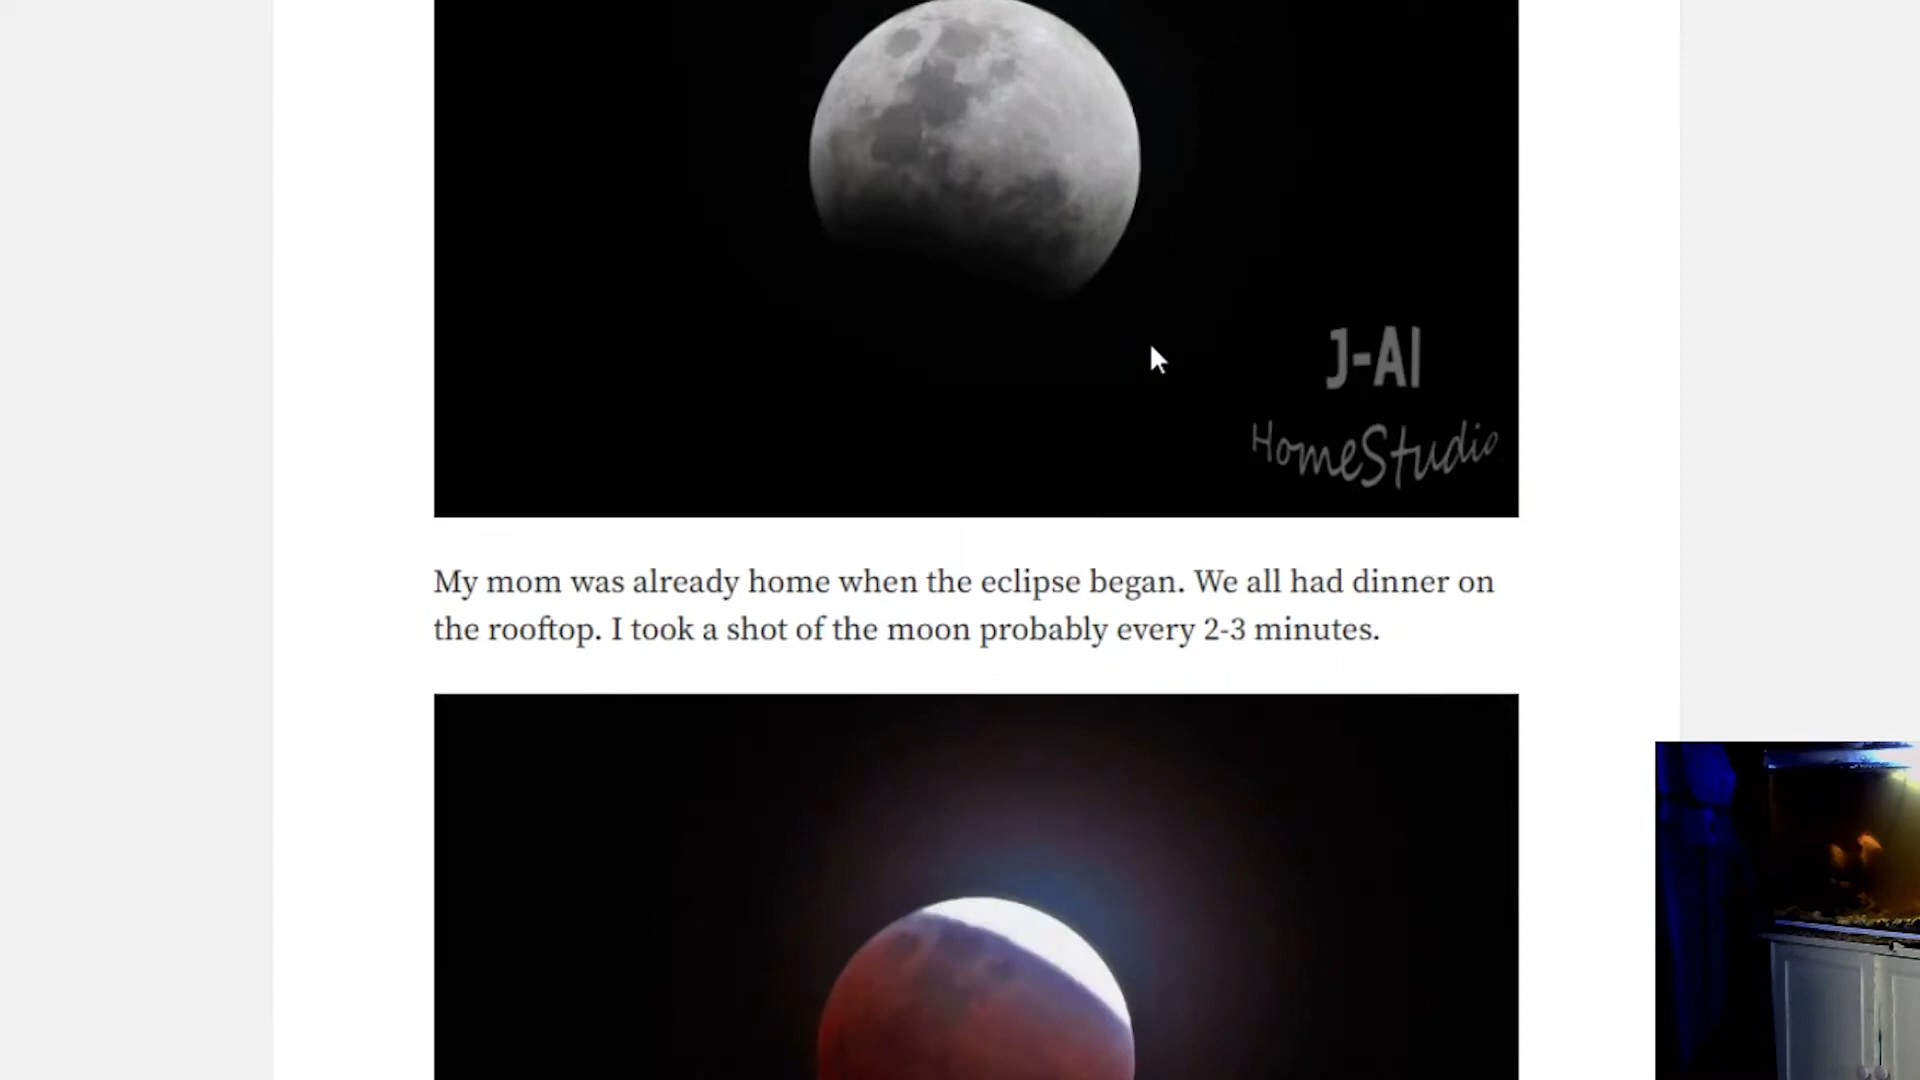 J-AI
HomeStudio
My mom was already home when the eclipse began. We all had dinner on
the rooftop. I took a shot of the moon probably every 2-3 minutes.